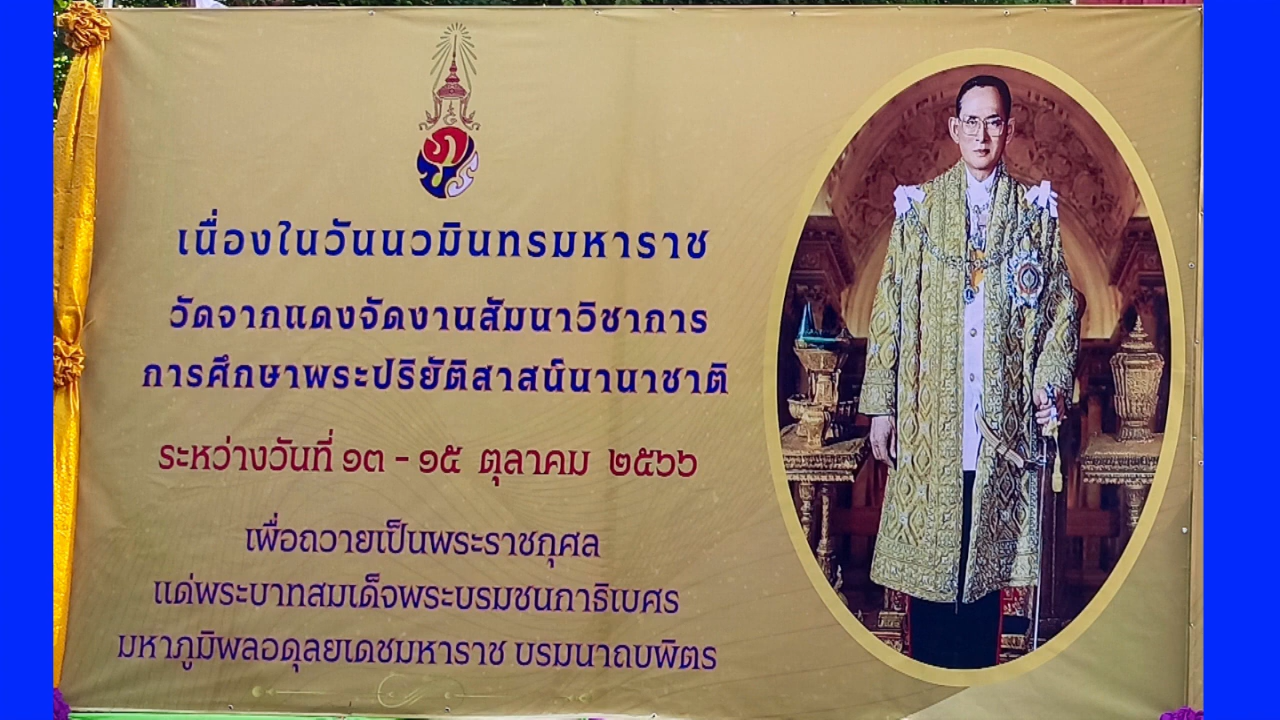 เนื่องในวันนวมินทรมหาราช
วัดจากแดงจัดงานสัมนาวิชาการ
การศึกษาพระปริยัติสาสน์นานาชาติ
ระหว่างวันที่ ๑๓ - ๑๕ ตุลาคม ๒๕๖๖
เพื่อถวายเป็นพระราชกุศล
แด่พระบาทสมเด็จพระบรมชนกาธิเบศร
มหาภูมิพลอดุลยเดชมหาราช บรมนาถบพิตร